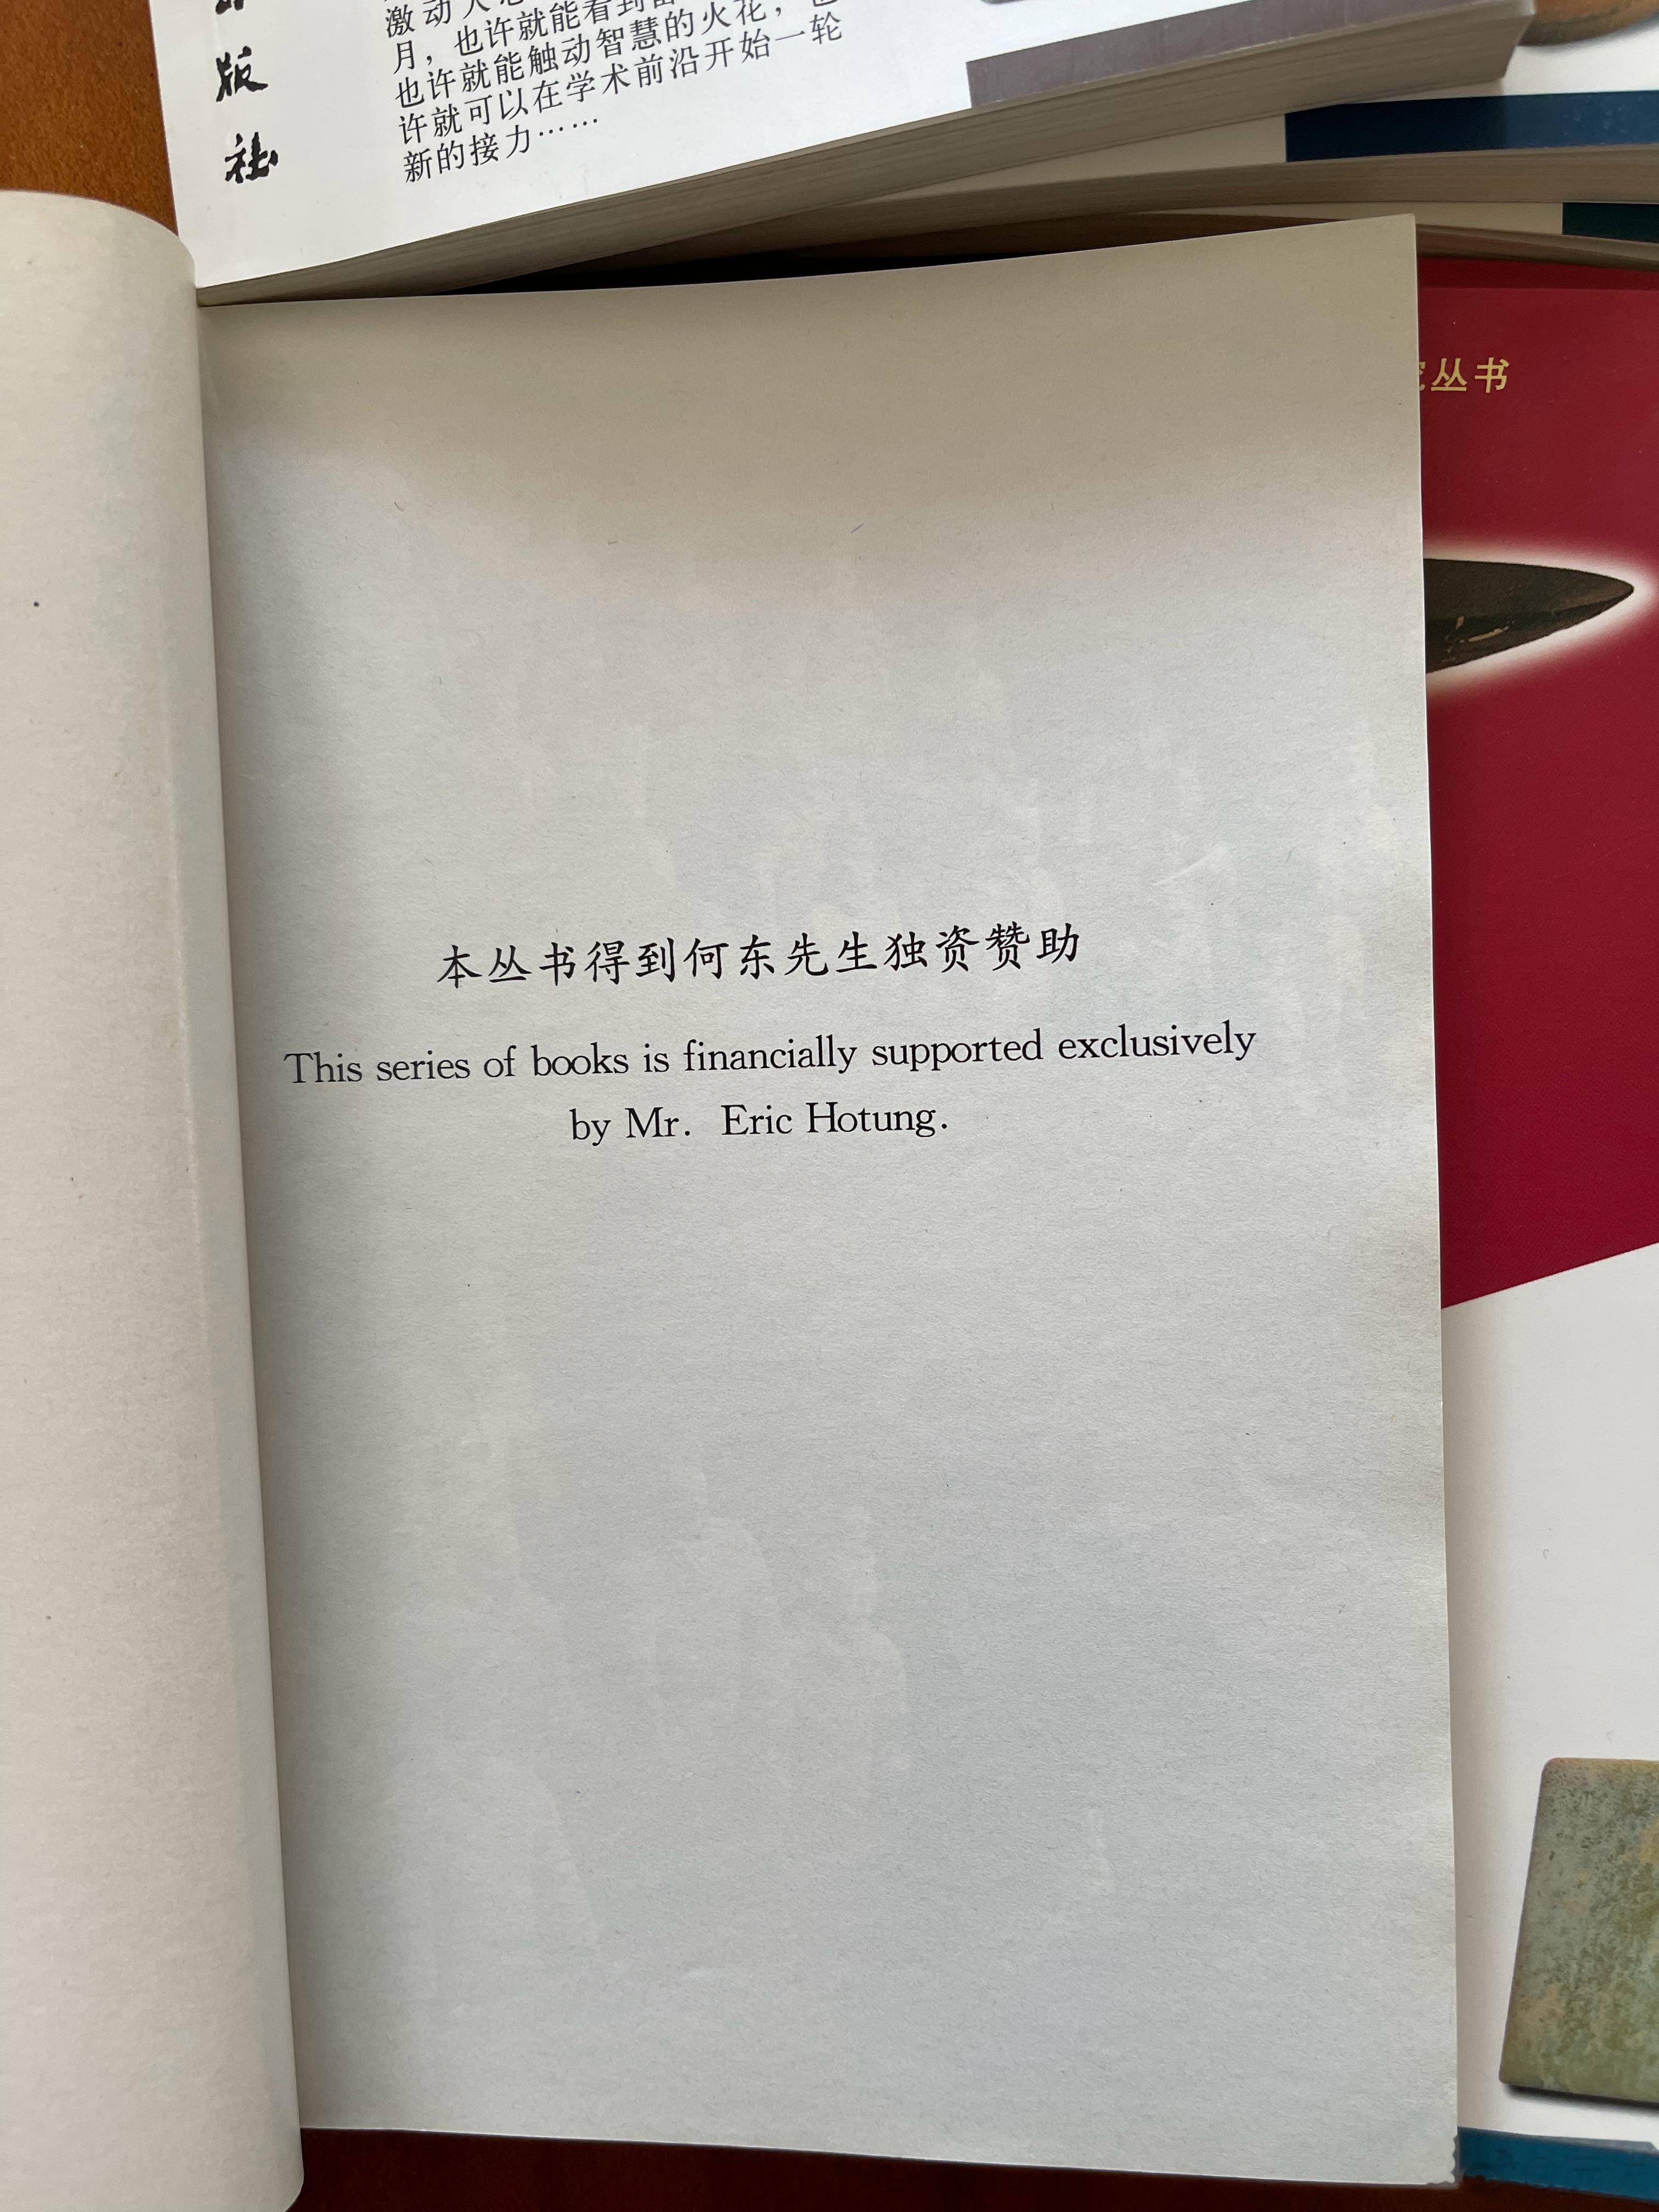 版
社
激动人
月，也许就能看到
也许就能触动智慧的火花，也
许就可以在学术前沿开始一轮
新的接力……
丛书
本丛书得到何东先生独资赞助
This series of books is financially supported exclusively
by Mr. Eric Hotung.